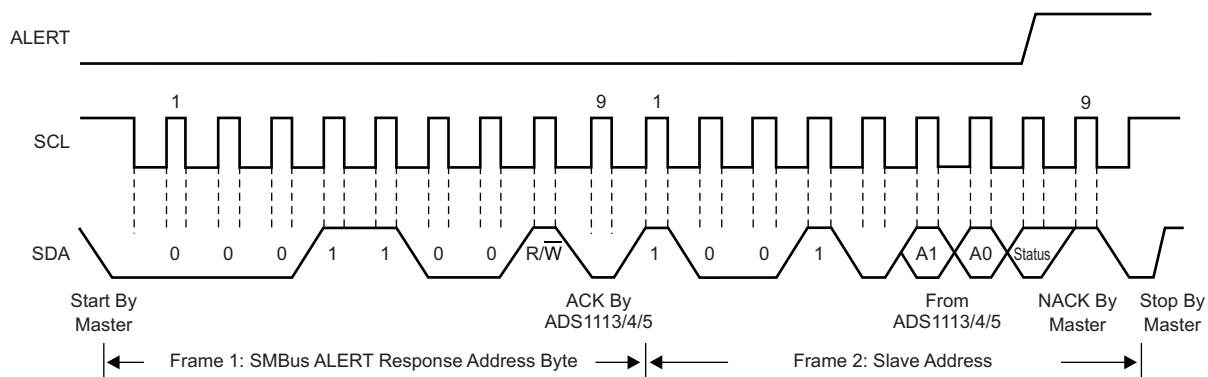 ALERT
1 9 1 9
SCL
SDA 0 0 0 1 1 0 0 R/W 1 0 0 1 A1 A0 Status
Start By
Master
ACK By
ADS1113/4/5
From
ADS1113/4/5
NACK By
Master
Stop By
Master
Frame 1: SMBus ALERT Response Address Byte
Frame 2: Slave Address